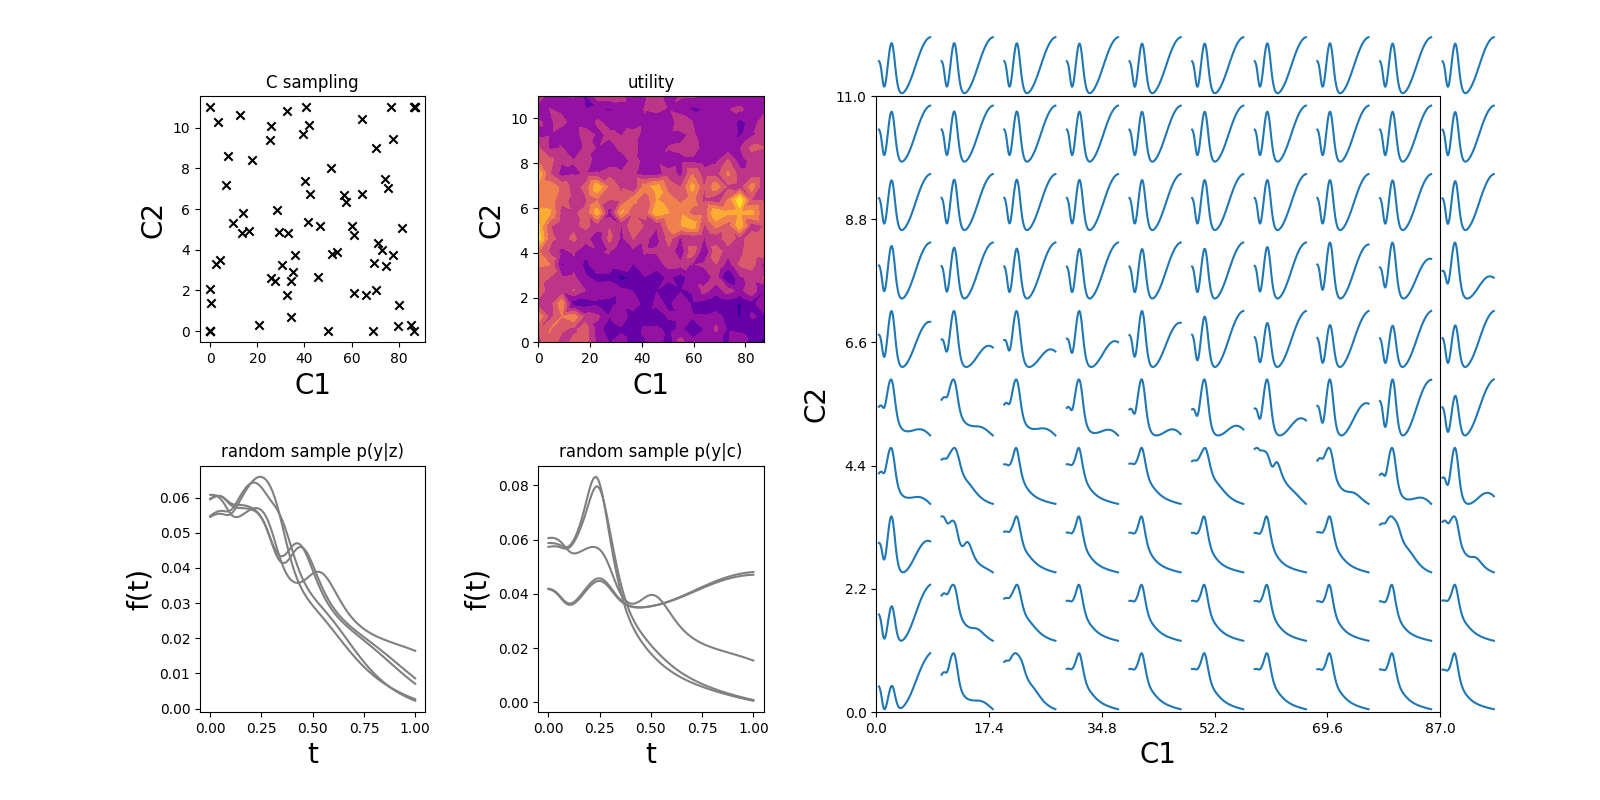 C sampling
C2
10
8
6
4
2
0
0 20 40 60 80
C1
utility
C2
10
8
6
4
2
0
0 20 40 60 80
C1
random sample p(y|z)
f(t)
0.06
0.05
0.04
0.03
0.02
0.01
0.00
0.00 0.25 0.50 0.75 1.00
t
random sample p(y|c)
f(t)
0.08
0.06
0.04
0.02
0.00
0.00 0.25 0.50 0.75 1.00
t
C2
11.0
8.8
6.6
4.4
2.2
0.0
0.0 17.4 34.8 52.2 69.6 87.0
C1